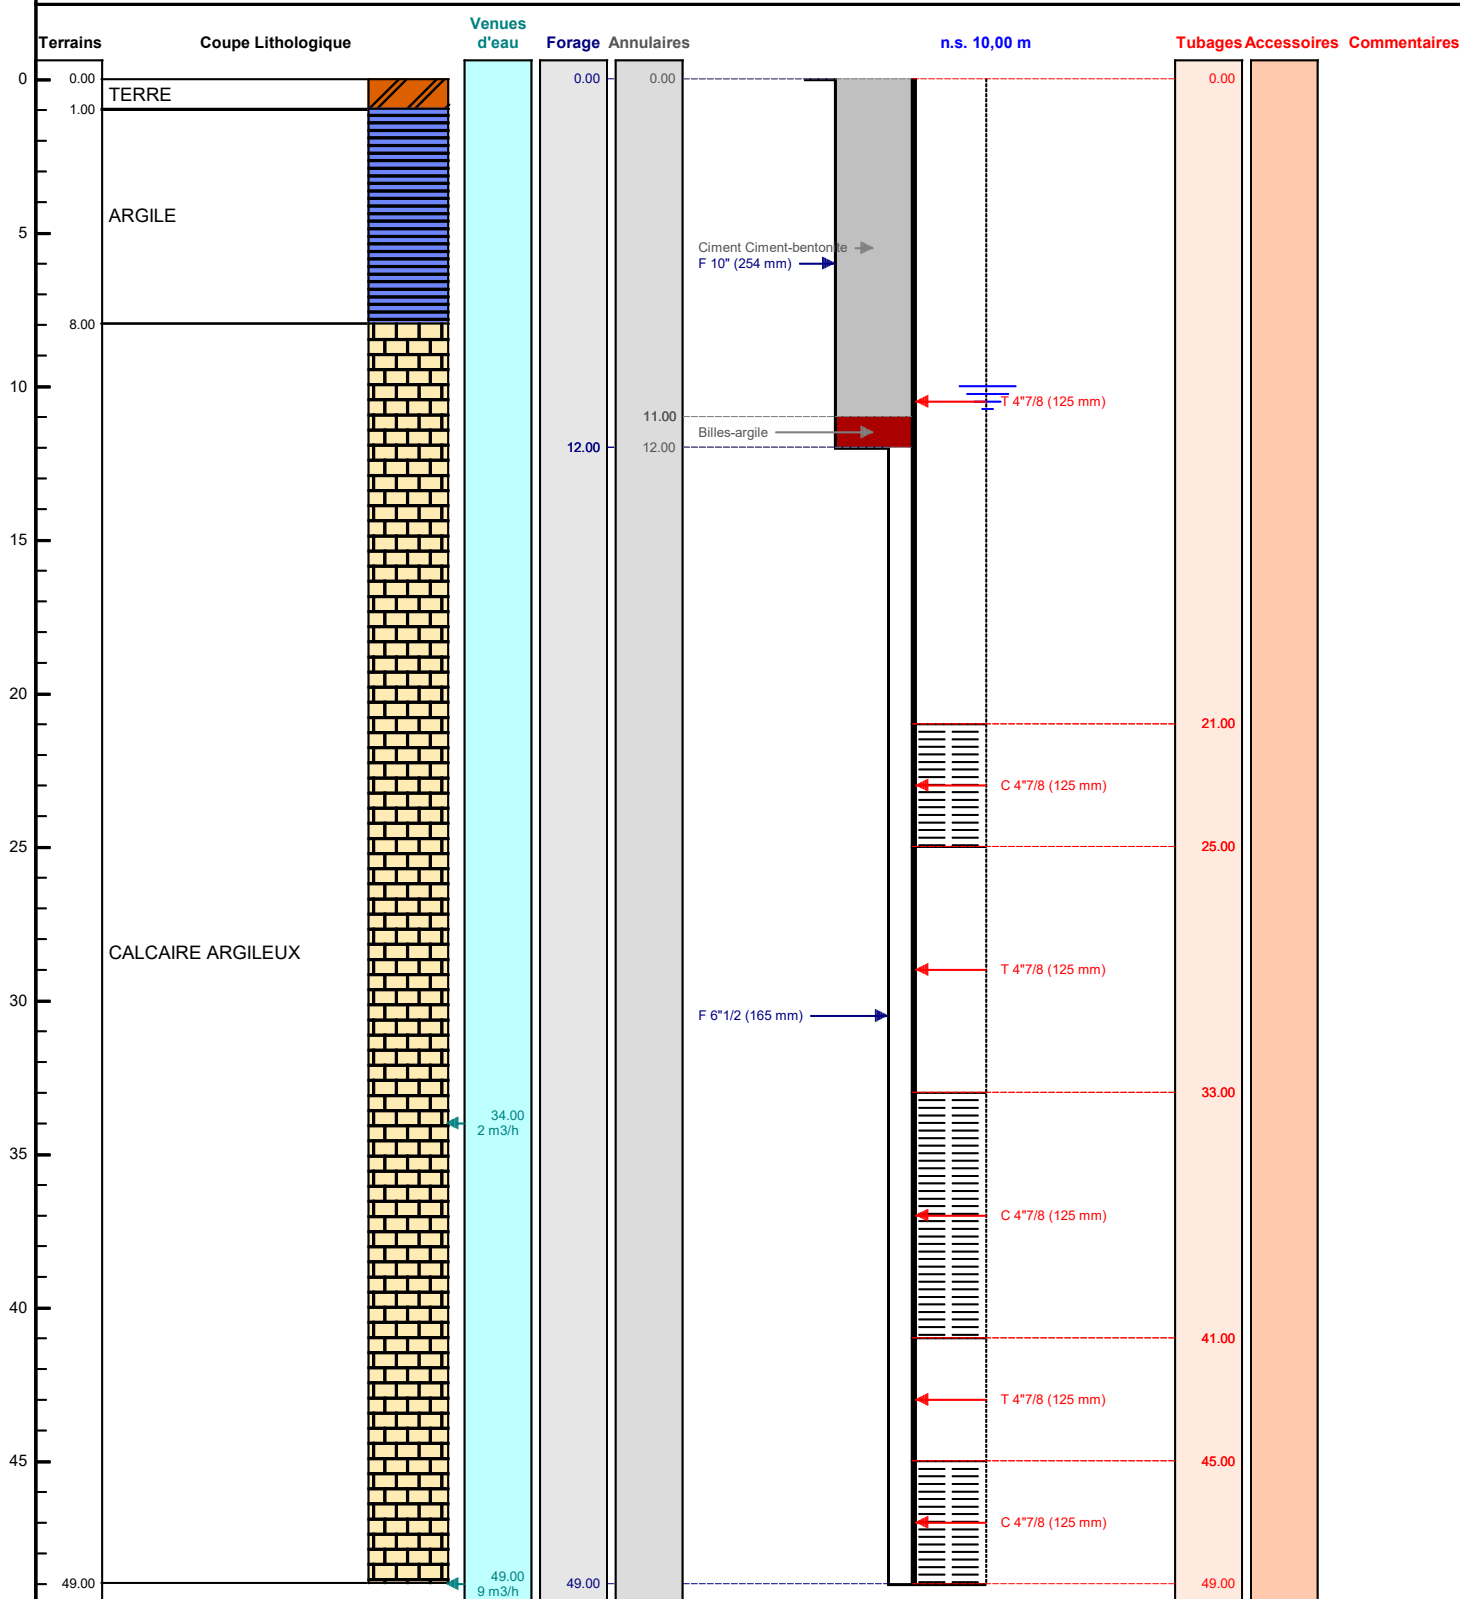 Terrains Coupe Lithologique Venues d'eau Forage Annulaires n.s. 10,00 m Tubages Accessoires Commentaires
0 0.00 0.00 0.00 0.00
TERRE
1.00
ARGILE
5
Ciment Ciment-bentonite
F 10" (254 mm)
8.00
10
T 4"7/8 (125 mm)
11.00
Billes-argile
12.00 12.00
15
20
21.00
C 4"7/8 (125 mm)
25 25.00
CALCAIRE ARGILEUX
T 4"7/8 (125 mm)
30
F 6"1/2 (165 mm)
33.00
34.00
2 m3/h
35
C 4"7/8 (125 mm)
40
41.00
T 4"7/8 (125 mm)
45 45.00
C 4"7/8 (125 mm)
49.00 49.00 49.00 49.00
9 m3/h